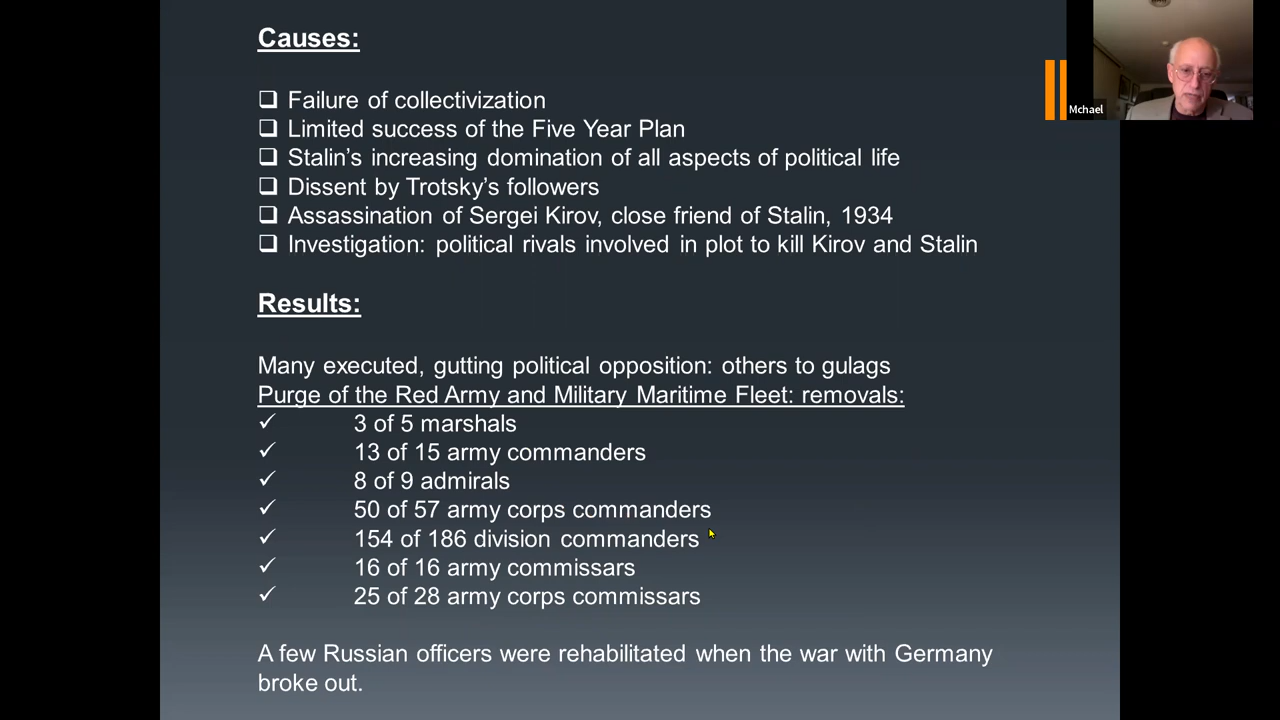 Causes:
❑ Failure of collectivization
❑ Limited success of the Five Year Plan
❑ Stalin's increasing domination of all aspects of political life
❑ Dissent by Trotsky's followers
❑ Assassination of Sergei Kirov, close friend of Stalin, 1934
❑ Investigation: political rivals involved in plot to kill Kirov and Stalin
Results:
Many executed, gutting political opposition: others to gulags
Purge of the Red Army and Military Maritime Fleet: removals:
✓ 3 of 5 marshals
✓ 13 of 15 army commanders
✓ 8 of 9 admirals
✓ 50 of 57 army corps commanders
✓ 154 of 186 division commanders
✓ 16 of 16 army commissars
✓ 25 of 28 army corps commissars
A few Russian officers were rehabilitated when the war with Germany
broke out.
Mchael